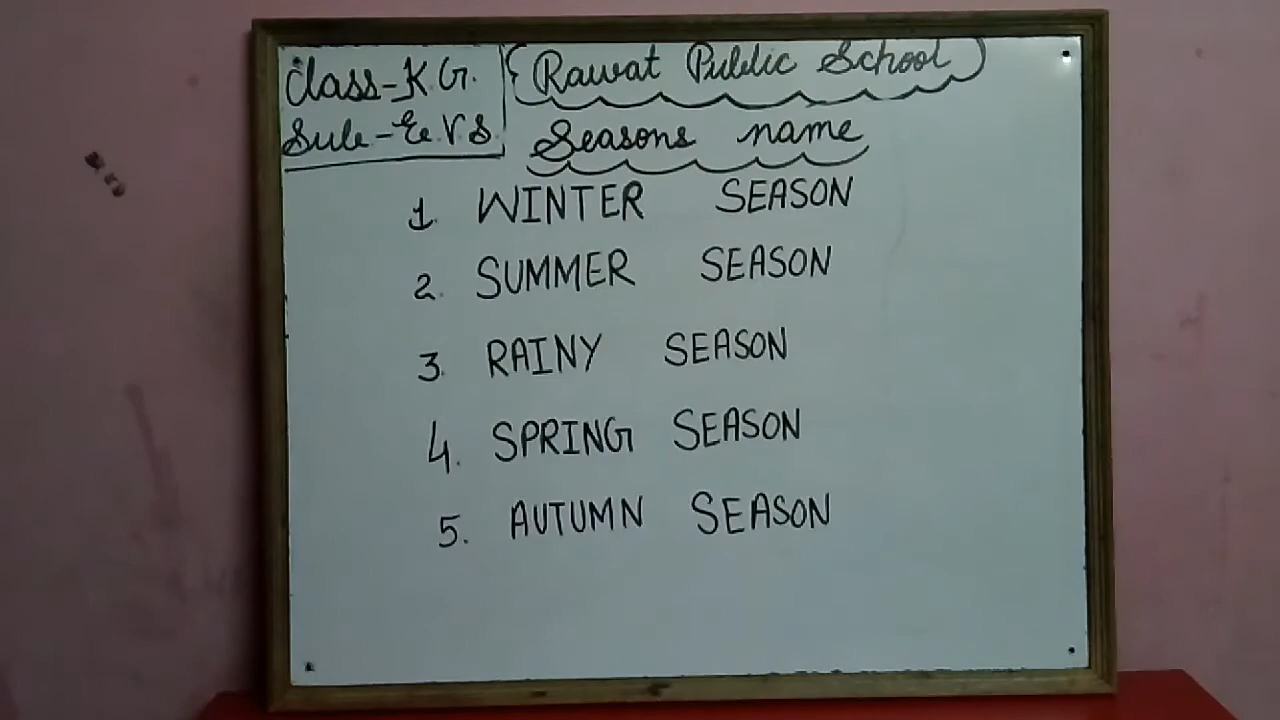 Class-KG.
Sub-E.V.S
Rawat Public School
Seasons name
1. WINTER SEASON
2. SUMMER SEASON
3. RAINY SEASON
4. SPRING SEASON
5. AUTUMN SEASON